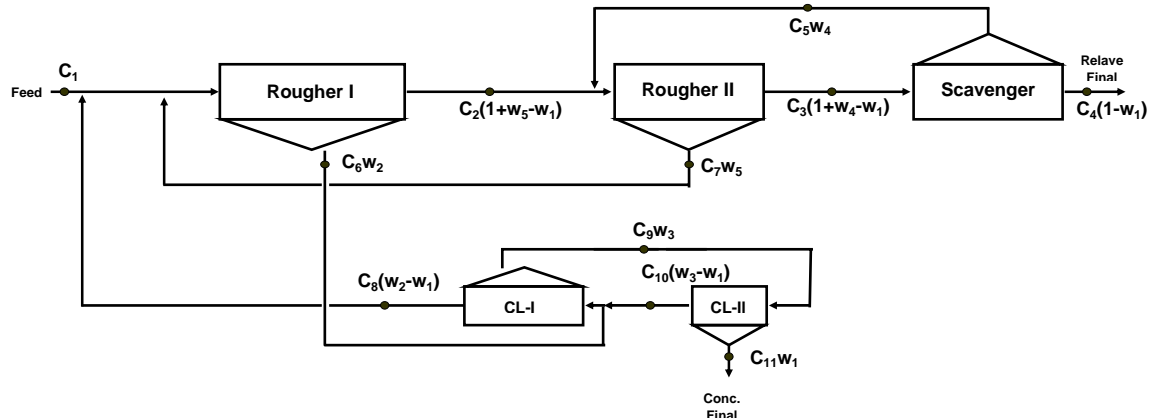 C₅w₄
C₁
Feed
Rougher I
C₂(1+w₅-w₁)
Rougher II
C₃(1+w₄-w₁)
Scavenger
Relave
Final
C₄(1-w₁)
C₆w₂
C₇w₅
C₉w₃
C₈(w₂-w₁)
C₁₀(w₃-w₁)
CL-I
CL-II
C₁₁w₁
Conc.
Final